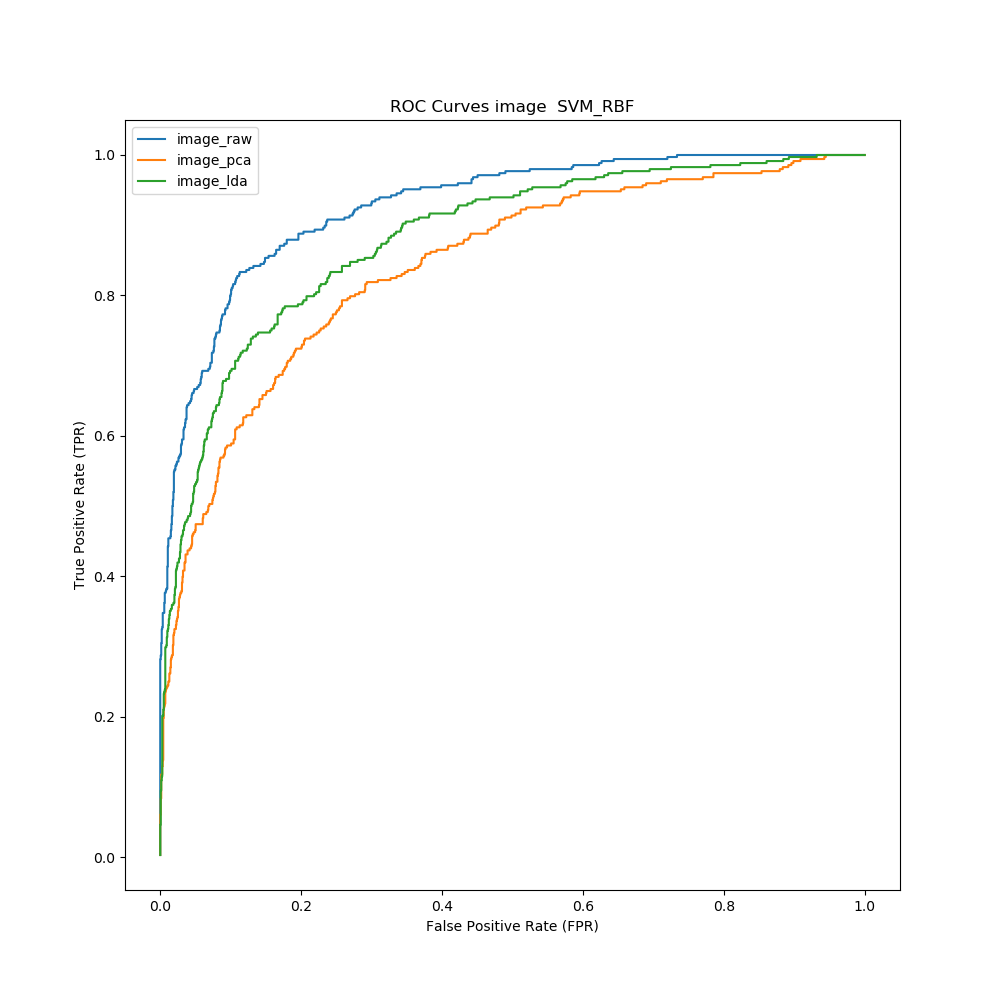 ROC Curves image  SVM_RBF
image_raw
image_pca
image_lda
1.0
0.8
0.6
0.4
0.2
0.0
True Positive Rate (TPR)
0.0 0.2 0.4 0.6 0.8 1.0
False Positive Rate (FPR)